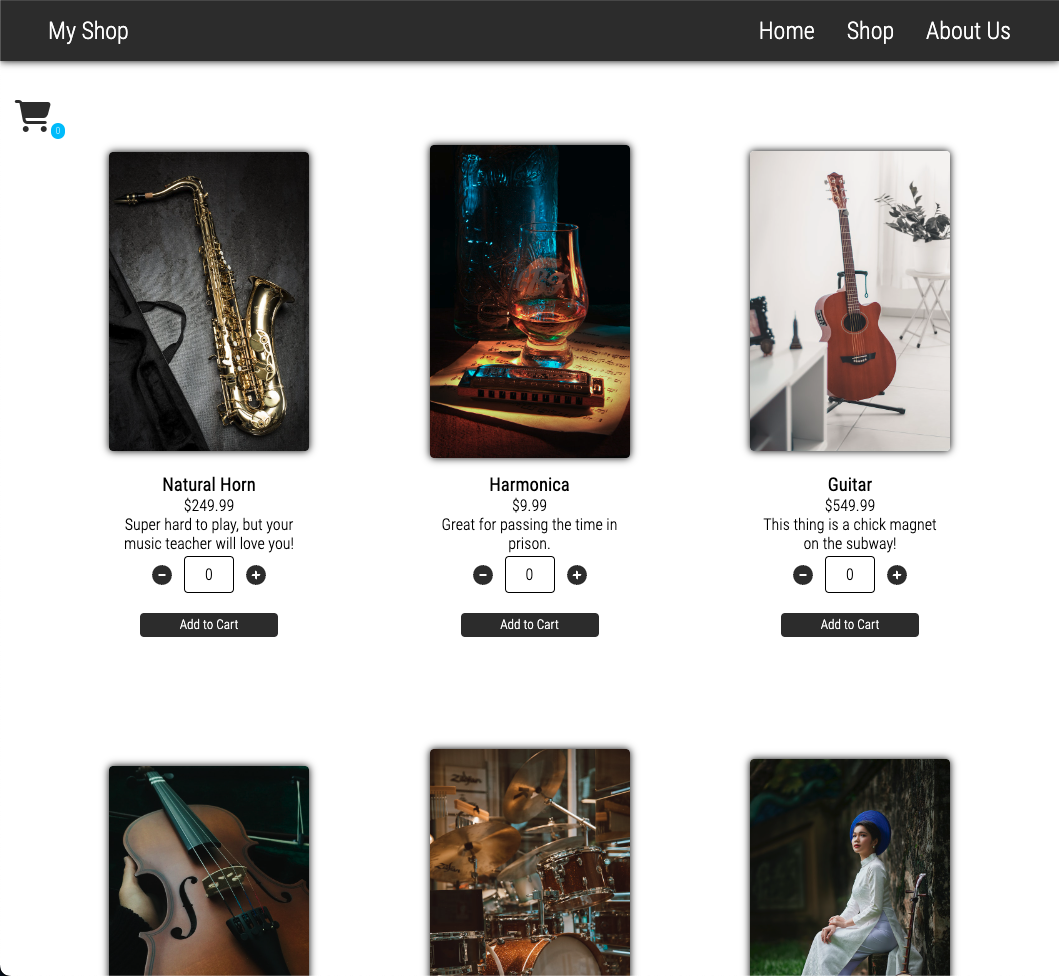 My Shop
Home Shop About Us
0
Natural Horn
$249.99
Super hard to play, but your
music teacher will love you!
0
Add to Cart
Harmonica
$9.99
Great for passing the time in
prison.
0
Add to Cart
Guitar
$549.99
This thing is a chick magnet
on the subway!
0
Add to Cart
Zildjian